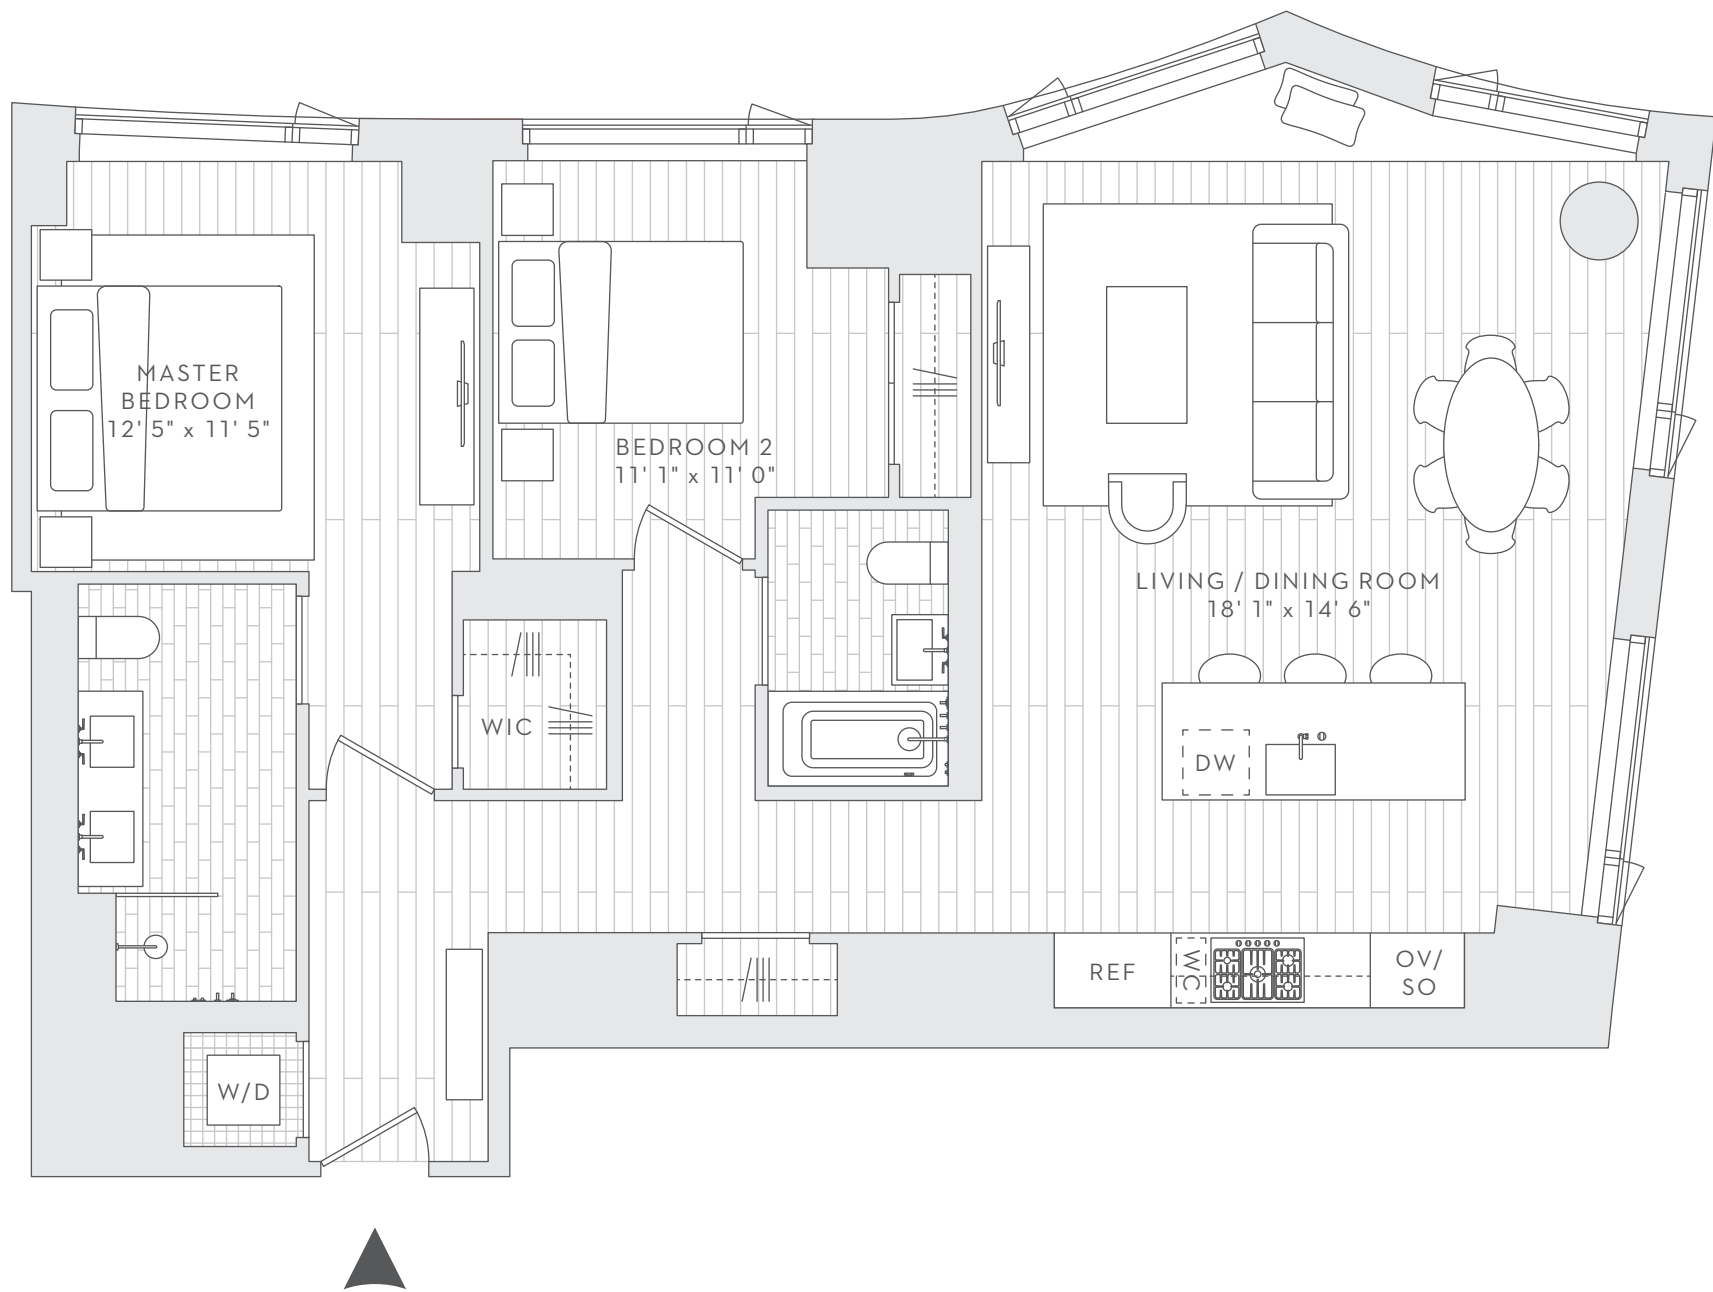 MASTER
BEDROOM
12' 5" x 11' 5"
BEDROOM 2
11' 1" x 11' 0"
LIVING / DINING ROOM
18' 1" x 14' 6"
WIC
DW
REF
WC
OV/
SO
W/D